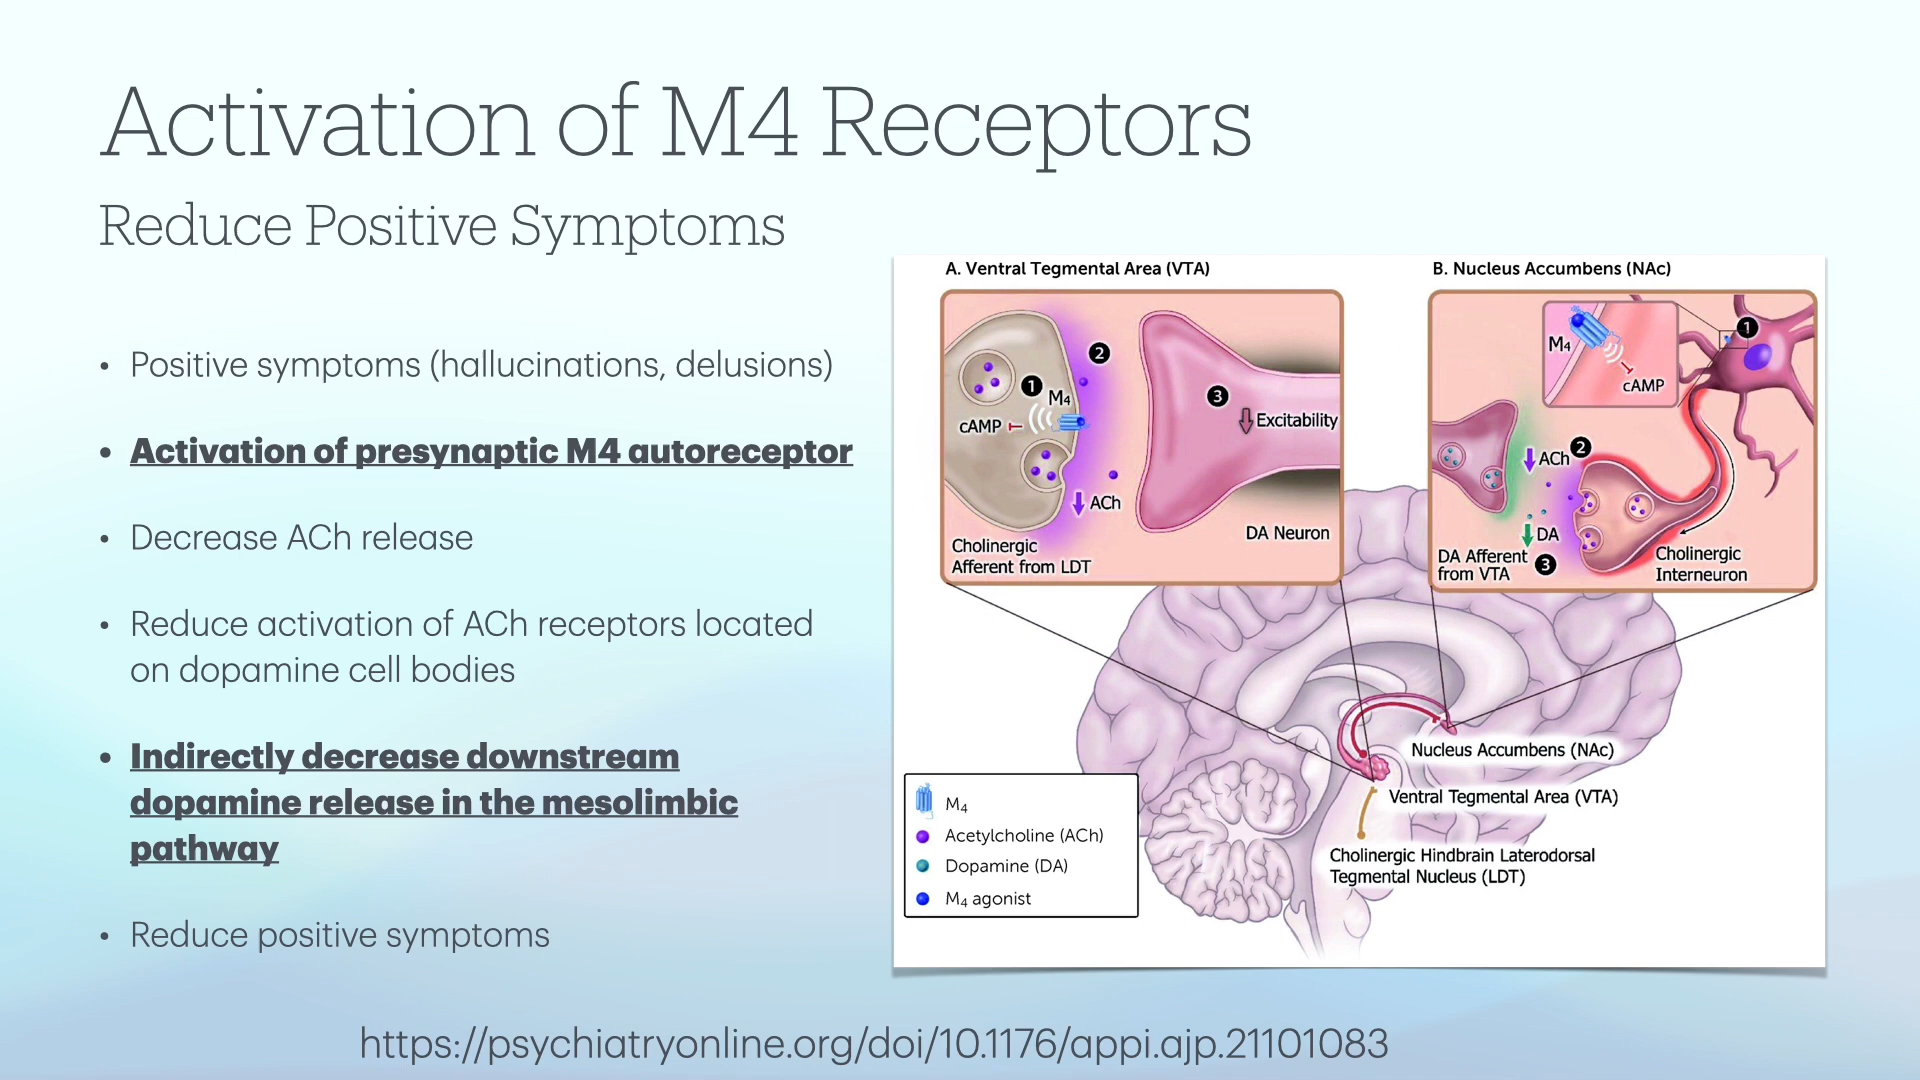 Activation of M4 Receptors
Reduce Positive Symptoms
• Positive symptoms (hallucinations, delusions)
• Activation of presynaptic M4 autoreceptor
• Decrease ACh release
• Reduce activation of ACh receptors located
on dopamine cell bodies
• Indirectly decrease downstream
dopamine release in the mesolimbic
pathway
• Reduce positive symptoms
A. Ventral Tegmental Area (VTA)
1
2
3
M₄
cAMP
ACh
Excitability
DA Neuron
Cholinergic
Afferent from LDT
B. Nucleus Accumbens (NAc)
1
M₄
cAMP
ACh
2
DA
DA Afferent
from VTA
3
Cholinergic
Interneuron
Nucleus Accumbens (NAc)
Ventral Tegmental Area (VTA)
Cholinergic Hindbrain Laterodorsal
Tegmental Nucleus (LDT)
M₄
Acetylcholine (ACh)
Dopamine (DA)
M₄ agonist
https://psychiatryonline.org/doi/10.1176/appi.ajp.21101083